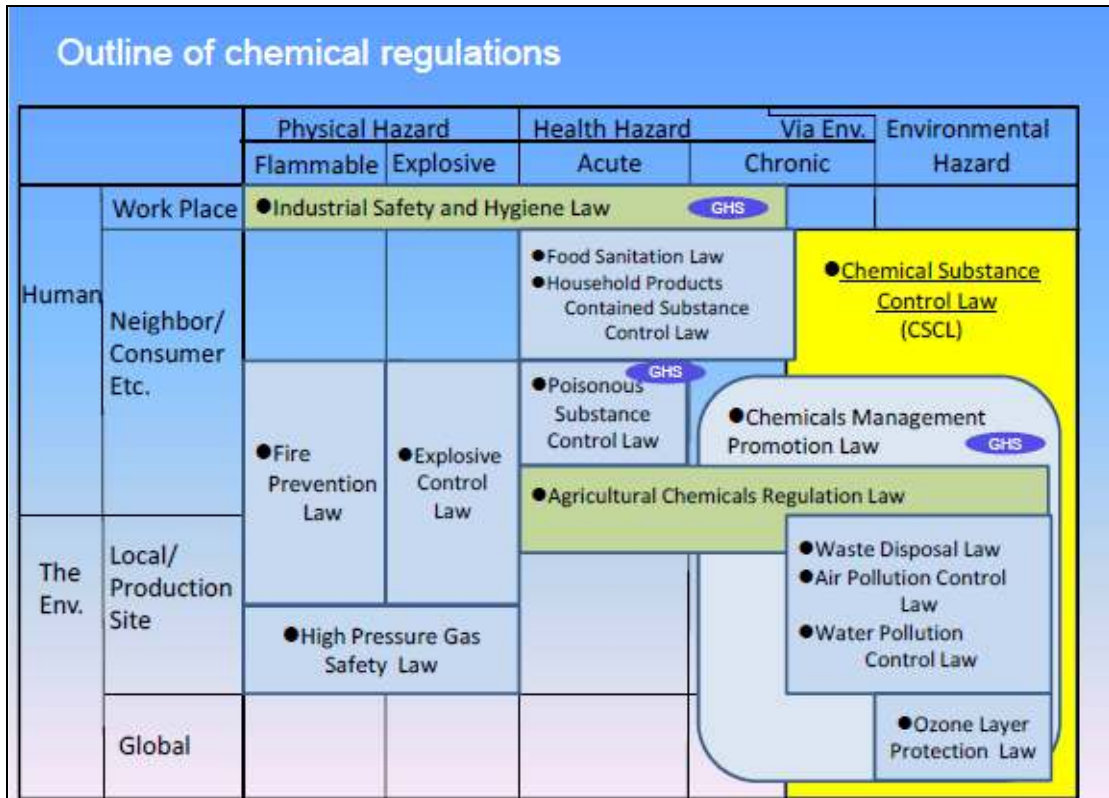 Outline of chemical regulations
Physical Hazard
Health Hazard
Via Env.
Environmental
Hazard
Flammable
Explosive
Acute
Chronic
Human
Work Place
●Industrial Safety and Hygiene Law
GHS
Neighbor/
Consumer
Etc.
●Food Sanitation Law
●Household Products
Contained Substance
Control Law
●Chemical Substance
Control Law
(CSCL)
●Fire
Prevention
Law
●Explosive
Control
Law
GHS
●Poisonous
Substance
Control Law
●Chemicals Management
Promotion Law
GHS
●Agricultural Chemicals Regulation Law
The
Env.
Local/
Production
Site
●High Pressure Gas
Safety Law
●Waste Disposal Law
●Air Pollution Control
Law
●Water Pollution
Control Law
Global
●Ozone Layer
Protection Law